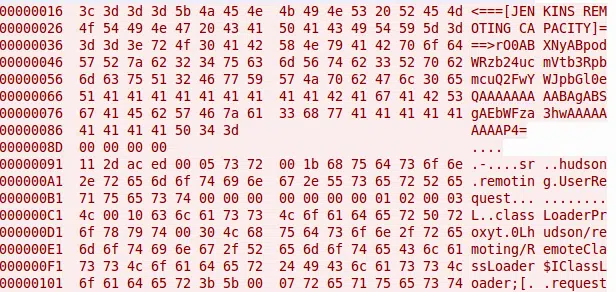 00000016  3c 3d 3d 3d 5b 4a 45 4e  4b 49 4e 53 20 52 45 4d  <===[JEN KINS REM
00000026  4f 54 49 4e 47 20 43 41  50 41 43 49 54 59 5d 3d  OTING CA PACITY]=
00000036  3d 3d 3e 72 4f 30 41 42  58 4e 79 41 42 70 6f 64  ==>rO0AB XNyABpod
00000046  57 52 7a 62 32 34 75 63  6d 56 74 62 33 52 70 62  WRzb24uc mVtb3Rpb
00000056  6d 63 75 51 32 46 77 59  57 4a 70 62 47 6c 30 65  mcuQ2FwY WJpbGl0e
00000066  51 41 41 41 41 41 41 41  41 41 42 41 67 41 42 53  QAAAAAAA AABAgABS
00000076  67 41 45 62 57 46 7a 61  33 68 77 41 41 41 41 41  gAEbWFza 3hwAAAAA
00000086  41 41 41 41 50 34 3d  AAAAP4=
0000008D  00 00 00 00  ....
00000091  11 2d ac ed 00 05 73 72  00 1b 68 75 64 73 6f 6e  .-....sr ..hudson
000000A1  2e 72 65 6d 6f 74 69 6e  67 2e 55 73 65 72 52 65  .remotin g.UserRe
000000B1  71 75 65 73 74 00 00 00  00 00 00 00 01 02 00 03  quest... ........
000000C1  4c 00 10 63 6c 61 73 73  4c 6f 61 64 65 72 50 72  L..class LoaderPr
000000D1  6f 78 79 74 00 30 4c 68  75 64 73 6f 6e 2f 72 65  oxyt.0Lh udson/re
000000E1  6d 6f 74 69 6e 67 2f 52  65 6d 6f 74 65 43 6c 61  moting/R emoteCla
000000F1  73 73 4c 6f 61 64 65 72  24 49 43 6c 61 73 73 4c  ssLoader $IClassL
00000101  6f 61 64 65 72 3b 5b 00  07 72 65 71 75 65 73 74  oader;[. .request